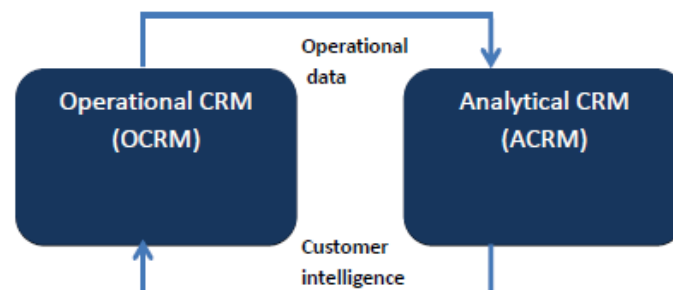 Operational
data
Operational CRM
(OCRM)
Analytical CRM
(ACRM)
Customer
intelligence